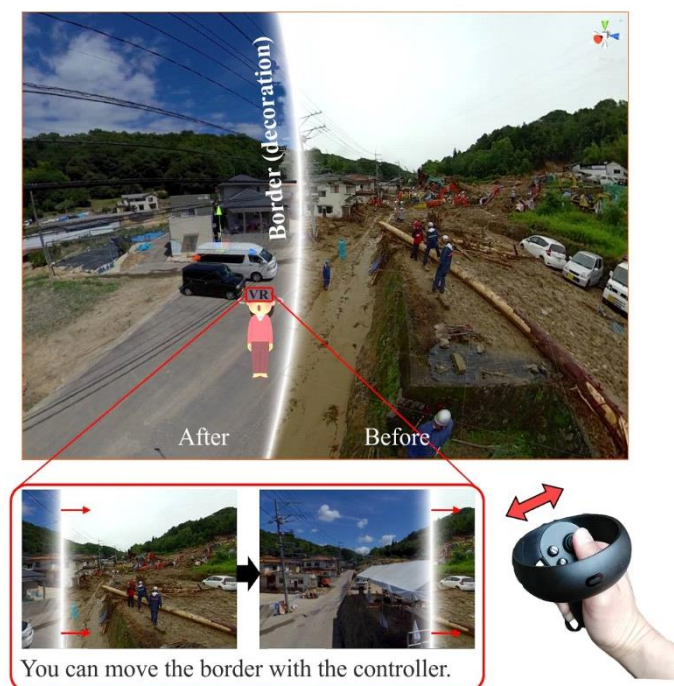 Border (decoration)
VR
After
Before
You can move the border with the controller.